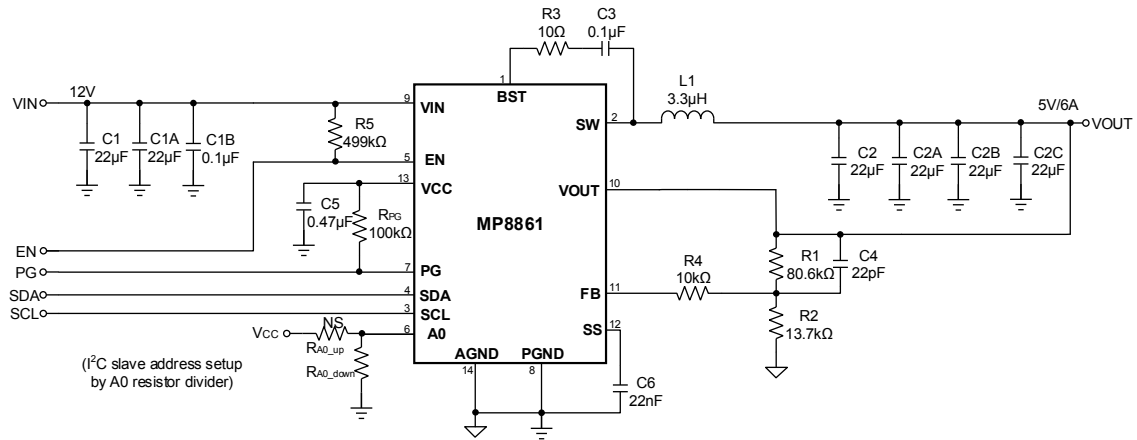 R3
10Ω
C3
0.1µF
1
BST
L1
3.3µH
VIN
12V
9
VIN
SW
2
5V/6A
VOUT
C1
22µF
C1A
22µF
C1B
0.1µF
R5
499kΩ
5
EN
C2
22µF
C2A
22µF
C2B
22µF
C2C
22µF
13
VCC
VOUT
10
C5
0.47µF
RPG
100kΩ
MP8861
EN
PG
7
PG
R4
10kΩ
R1
80.6kΩ
C4
22pF
SDA
4
SDA
FB
11
SCL
3
SCL
R2
13.7kΩ
VCC
NS
6
A0
SS
12
RA0_up
RA0_down
AGND
PGND
14
8
C6
22nF
(I²C slave address setup
by A0 resistor divider)